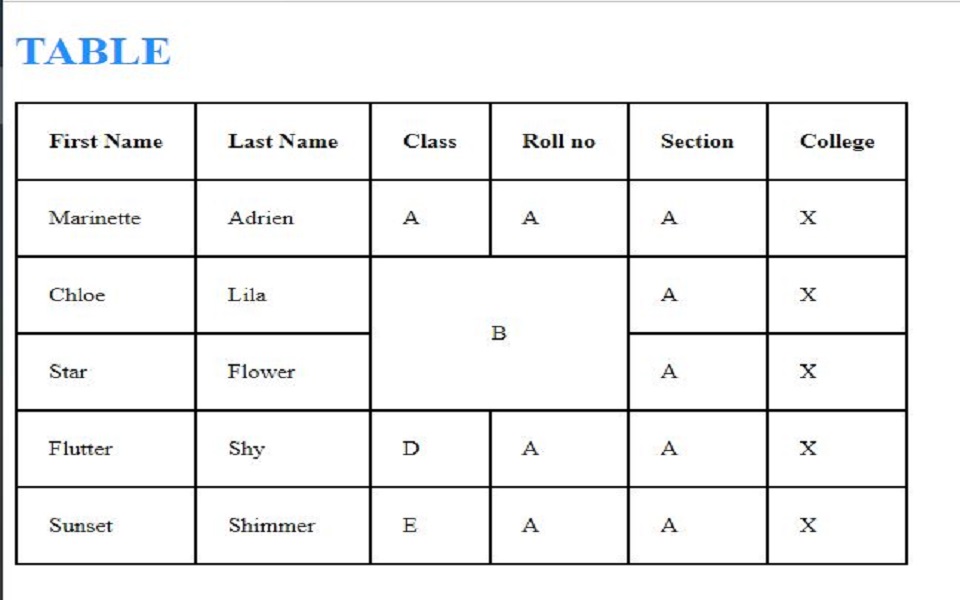 TABLE
First Name Last Name Class Roll no Section College
Marinette Adrien A A A X
Chloe Lila A X
B
Star Flower A X
Flutter Shy D A A X
Sunset Shimmer E A A X